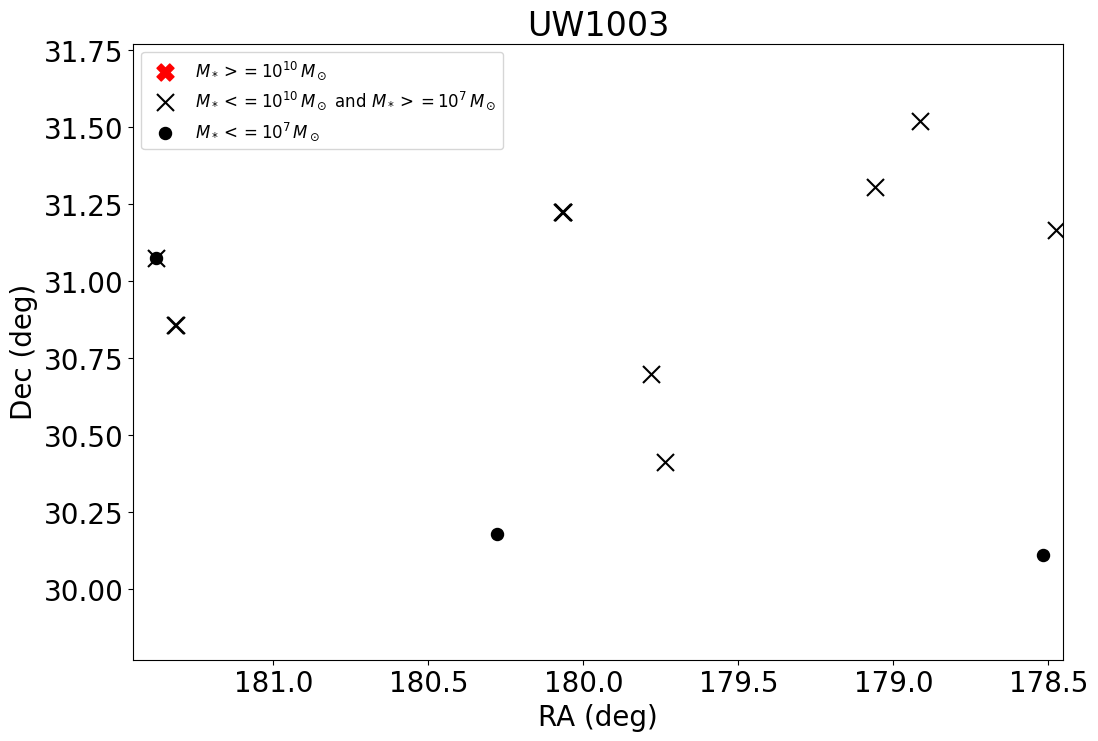 UW1003
M* >= 10^10 M⊙
M* <= 10^10 M⊙ and M* >= 10^7 M⊙
M* <= 10^7 M⊙
31.75
31.50
31.25
31.00
30.75
30.50
30.25
30.00
Dec (deg)
181.0 180.5 180.0 179.5 179.0 178.5
RA (deg)